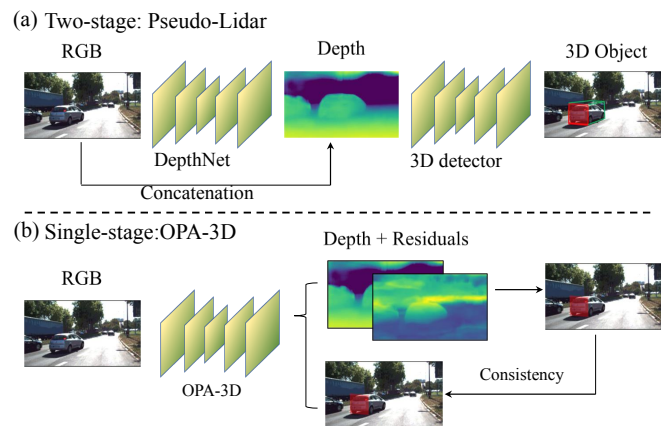 (a) Two-stage: Pseudo-Lidar
RGB
Depth
3D Object
DepthNet
3D detector
Concatenation
(b) Single-stage:OPA-3D
Depth + Residuals
RGB
OPA-3D
Consistency